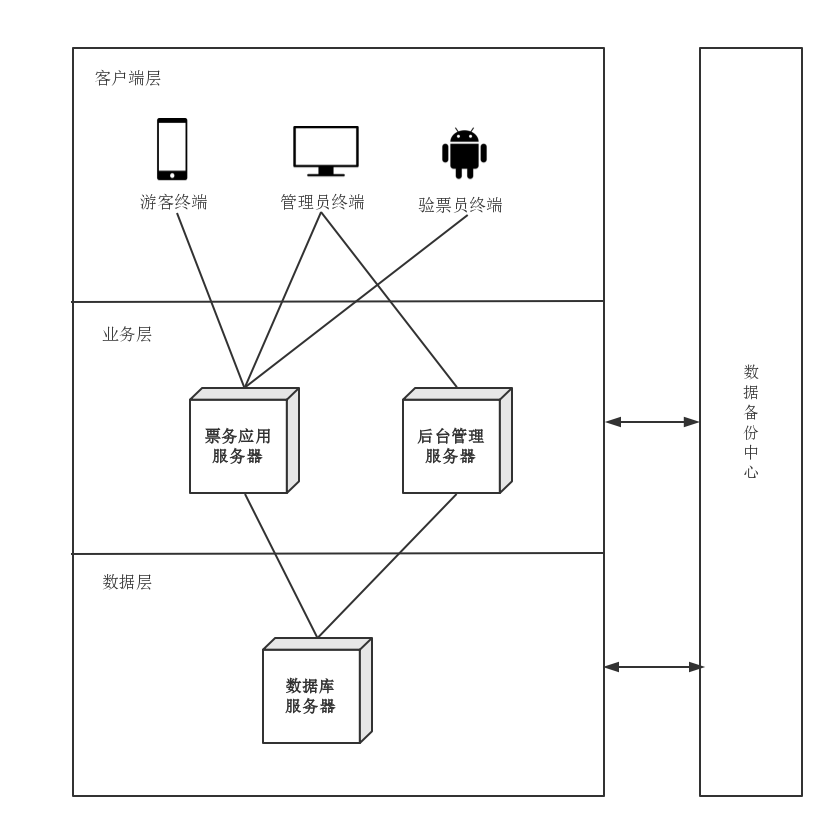 客户端层
游客终端
管理员终端
验票员终端
业务层
票务应用
服务器
后台管理
服务器
数据层
数据库
服务器
数
据
备
份
中
心